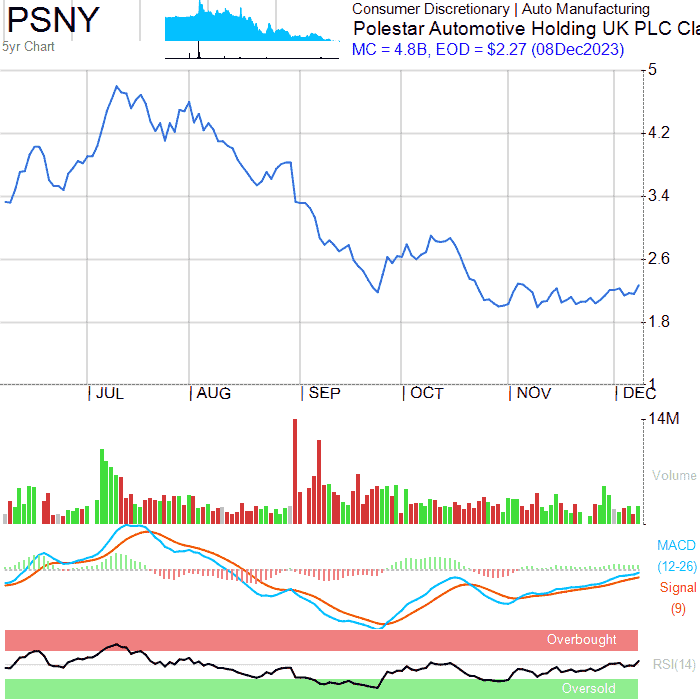 PSNY
5yr Chart
Consumer Discretionary | Auto Manufacturing
Polestar Automotive Holding UK PLC Cla
MC = 4.8B, EOD = $2.27 (08Dec2023)
5
4.2
3.4
2.6
1.8
1
JUL AUG SEP OCT NOV DEC
14M
Volume
MACD
(12-26)
Signal
(9)
Overbought
RSI(14)
Oversold